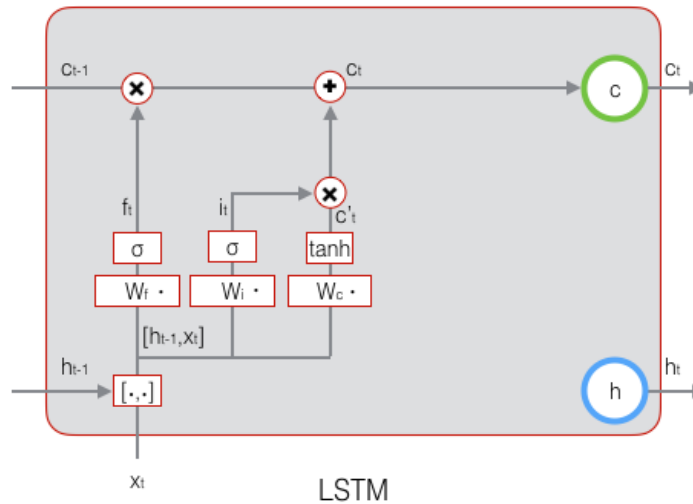 Ct-1
Ct
Ct
× + c
×
ft
it
c't
σ σ tanh
Wf · Wi · Wc ·
[ht-1,xt]
ht-1
[·,·]
h
ht
xt
LSTM